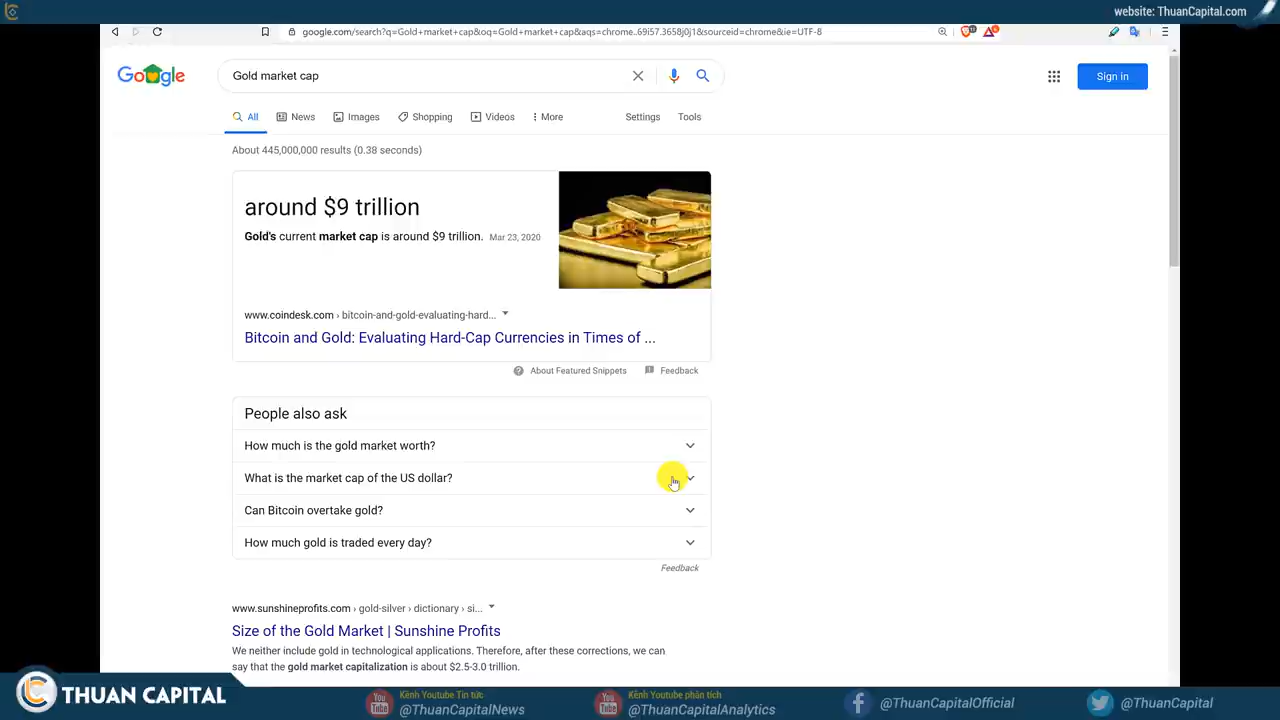 website: ThuanCapital.com
google.com/search?q=Gold+market+cap&oq=Gold+market+cap&aqs=chrome..69i57.3658j0j1&sourceid=chrome&ie=UTF-8
Google
Gold market cap
Sign in
All News Images Shopping Videos More Settings Tools
About 445,000,000 results (0.38 seconds)
around $9 trillion
Gold's current market cap is around $9 trillion. Mar 23, 2020
www.coindesk.com › bitcoin-and-gold-evaluating-hard...
Bitcoin and Gold: Evaluating Hard-Cap Currencies in Times of ...
About Featured Snippets Feedback
People also ask
How much is the gold market worth?
What is the market cap of the US dollar?
Can Bitcoin overtake gold?
How much gold is traded every day?
Feedback
www.sunshineprofits.com › gold-silver › dictionary › si...
Size of the Gold Market | Sunshine Profits
We neither include gold in technological applications. Therefore, after these corrections, we can
say that the gold market capitalization is about $2.5-3.0 trillion.
THUAN CAPITAL
Kênh Youtube Tin tức
@ThuanCapitalNews
Kênh Youtube phân tích
@ThuanCapitalAnalytics
@ThuanCapitalOfficial
@ThuanCapital